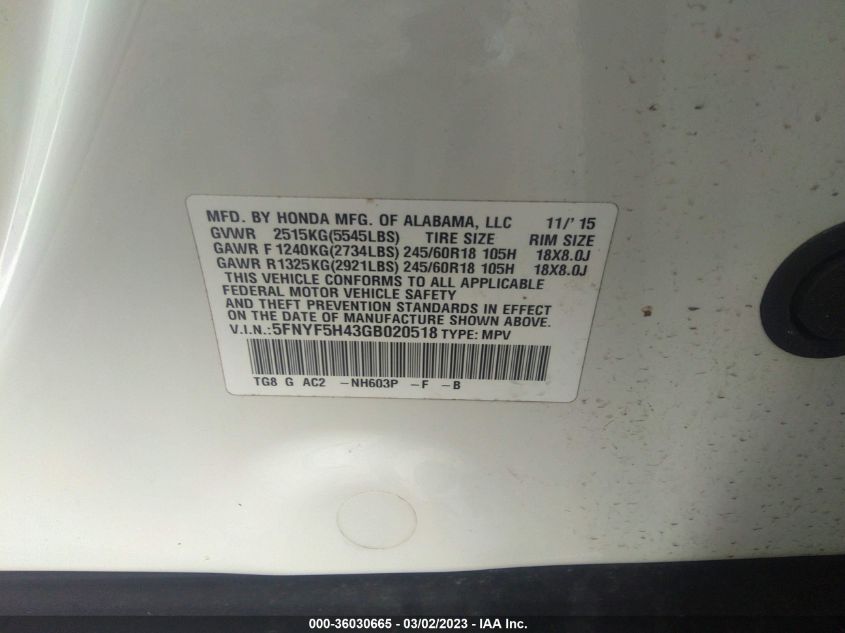 MFD. BY HONDA MFG. OF ALABAMA, LLC 11/'15
GVWR 2515KG(5545LBS) TIRE SIZE RIM SIZE
GAWR F 1240KG(2734LBS) 245/60R18 105H 18X8.0J
GAWR R1325KG(2921LBS) 245/60R18 105H 18X8.0J
THIS VEHICLE CONFORMS TO ALL APPLICABLE
FEDERAL MOTOR VEHICLE SAFETY
AND THEFT PREVENTION STANDARDS IN EFFECT
ON THE DATE OF MANUFACTURE SHOWN ABOVE.
V.I.N.:5FNYF5H43GB020518 TYPE: MPV
TG8 G AC2 -NH603P -F -B
000-36030665 - 03/02/2023 - IAA Inc.